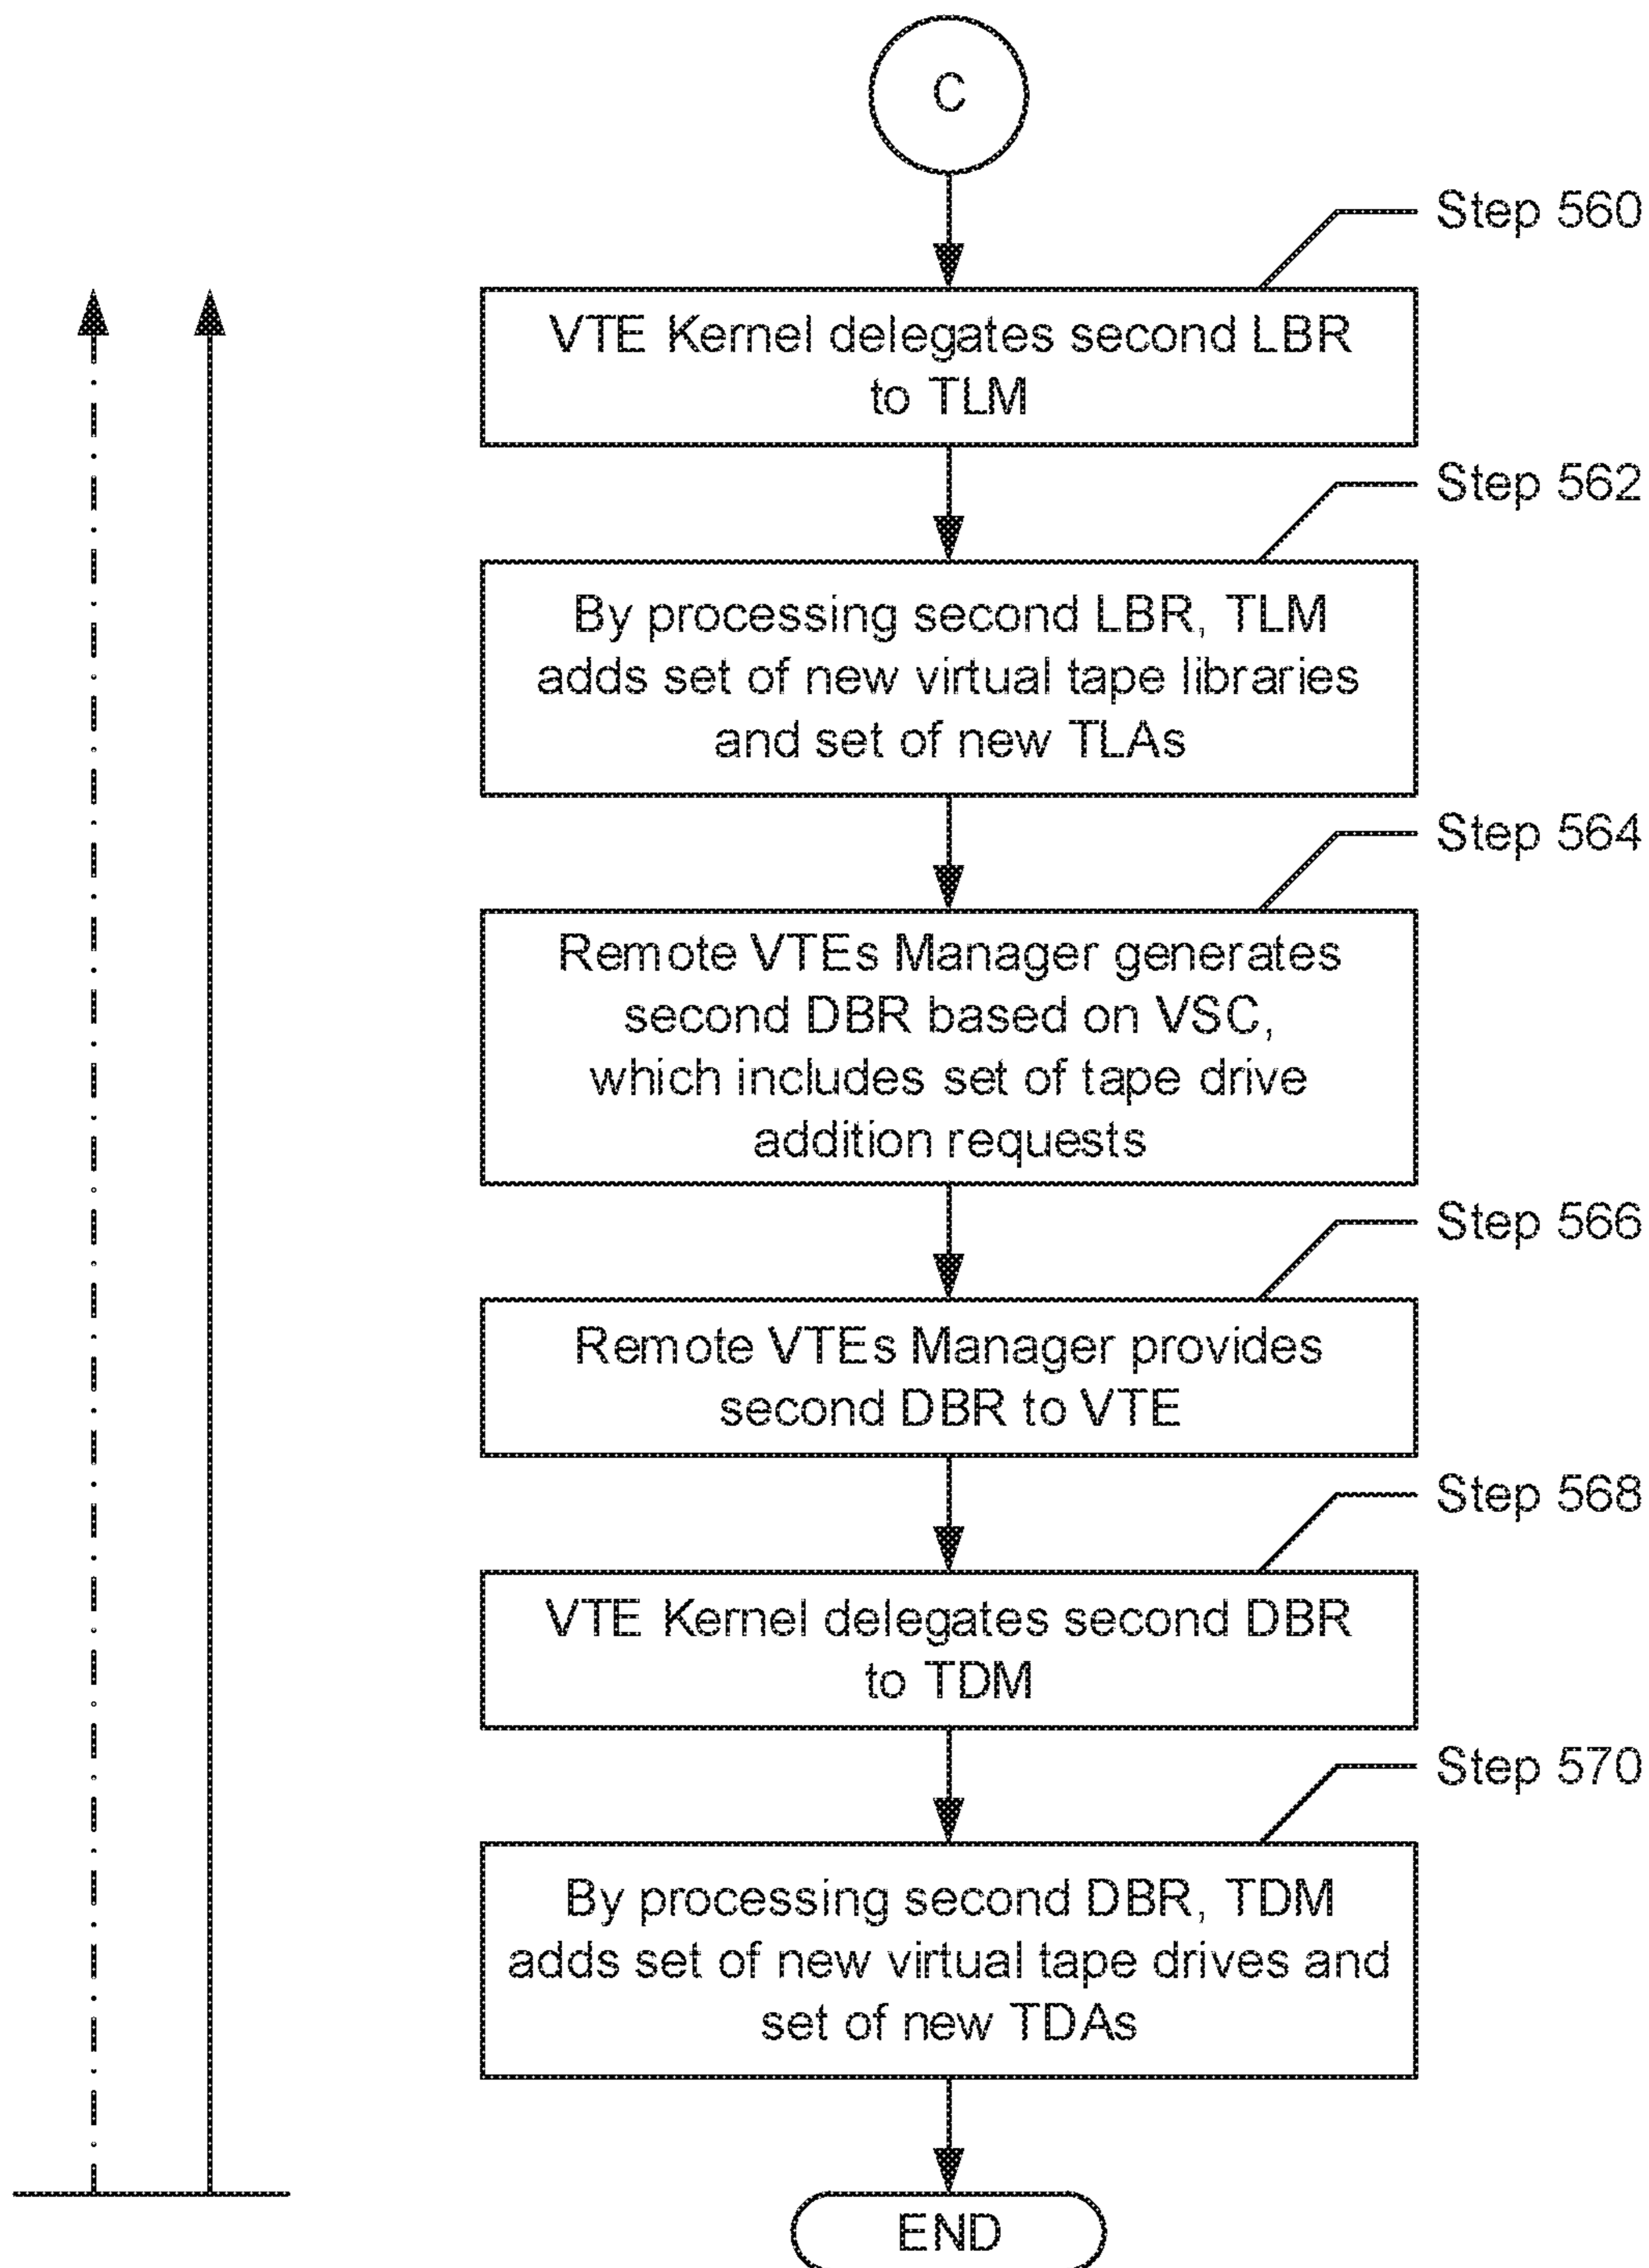 C
Step 560
VTE Kernel delegates second LBR
to TLM
Step 562
By processing second LBR, TLM
adds set of new virtual tape libraries
and set of new TLAs
Step 564
Remote VTEs Manager generates
second DBR based on VSC,
which includes set of tape drive
addition requests
Step 566
Remote VTEs Manager provides
second DBR to VTE
Step 568
VTE Kernel delegates second DBR
to TDM
Step 570
By processing second DBR, TDM
adds set of new virtual tape drives and
set of new TDAs
END